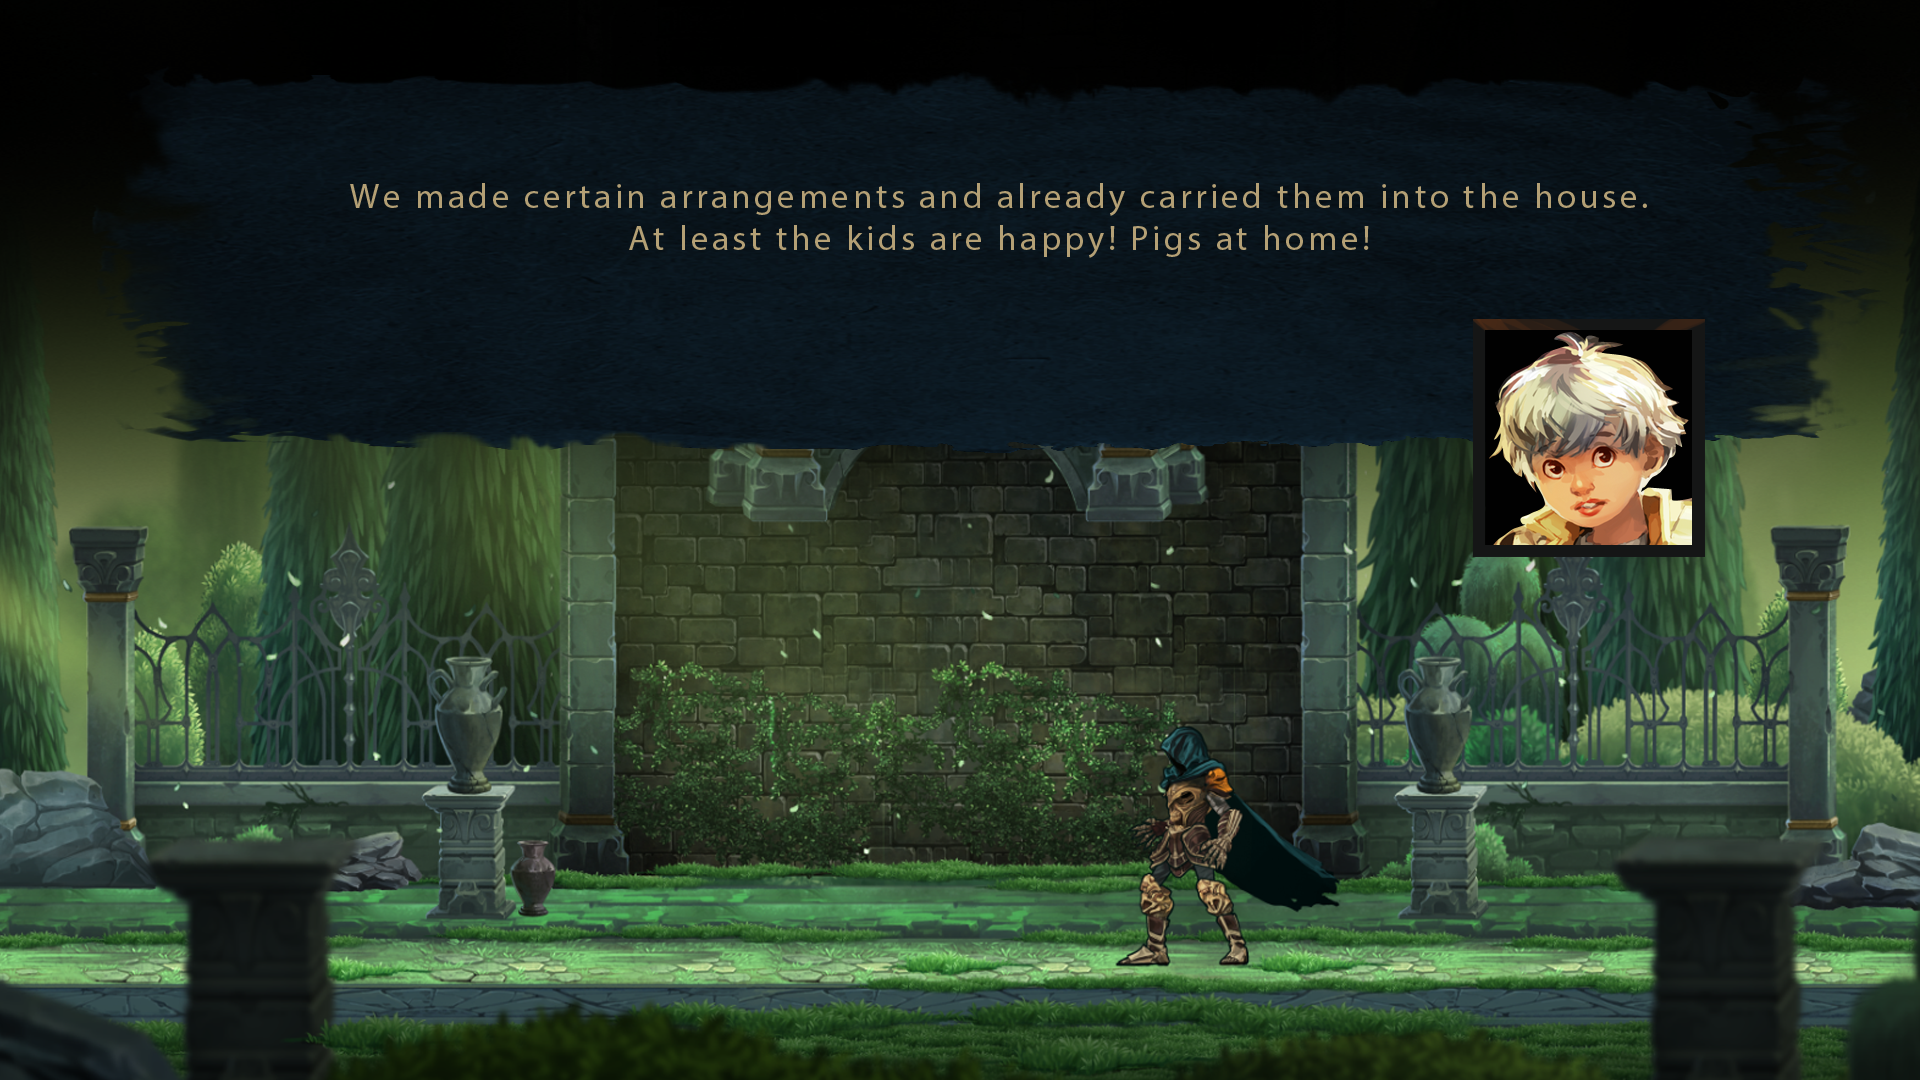 We made certain arrangements and already carried them into the house.
At least the kids are happy! Pigs at home!